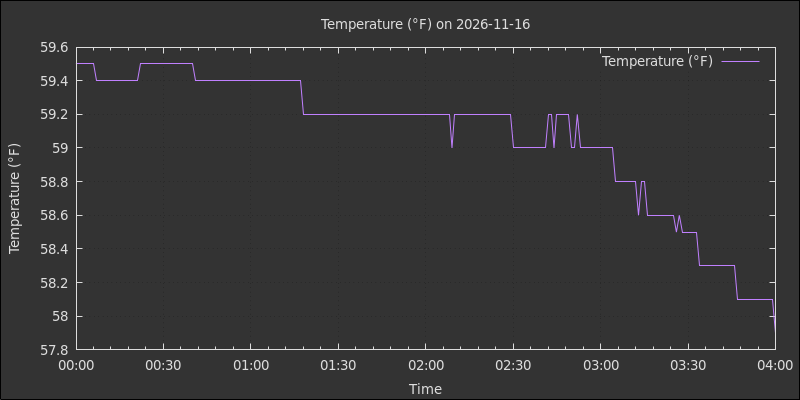 Temperature (°F) on 2026-11-16
Temperature (°F)
59.6
59.4
59.2
59
58.8
58.6
58.4
58.2
58
57.8
Temperature (°F)
00:00 00:30 01:00 01:30 02:00 02:30 03:00 03:30 04:00
Time